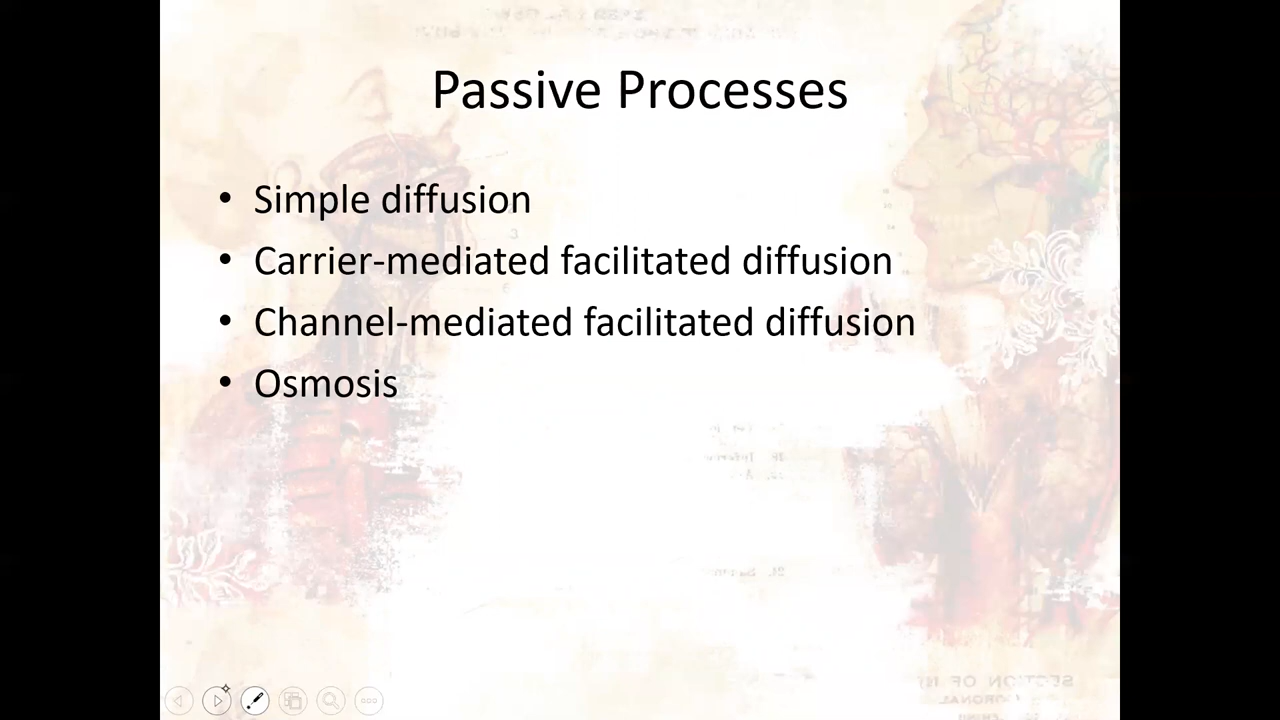 Passive Processes
• Simple diffusion
• Carrier-mediated facilitated diffusion
• Channel-mediated facilitated diffusion
• Osmosis